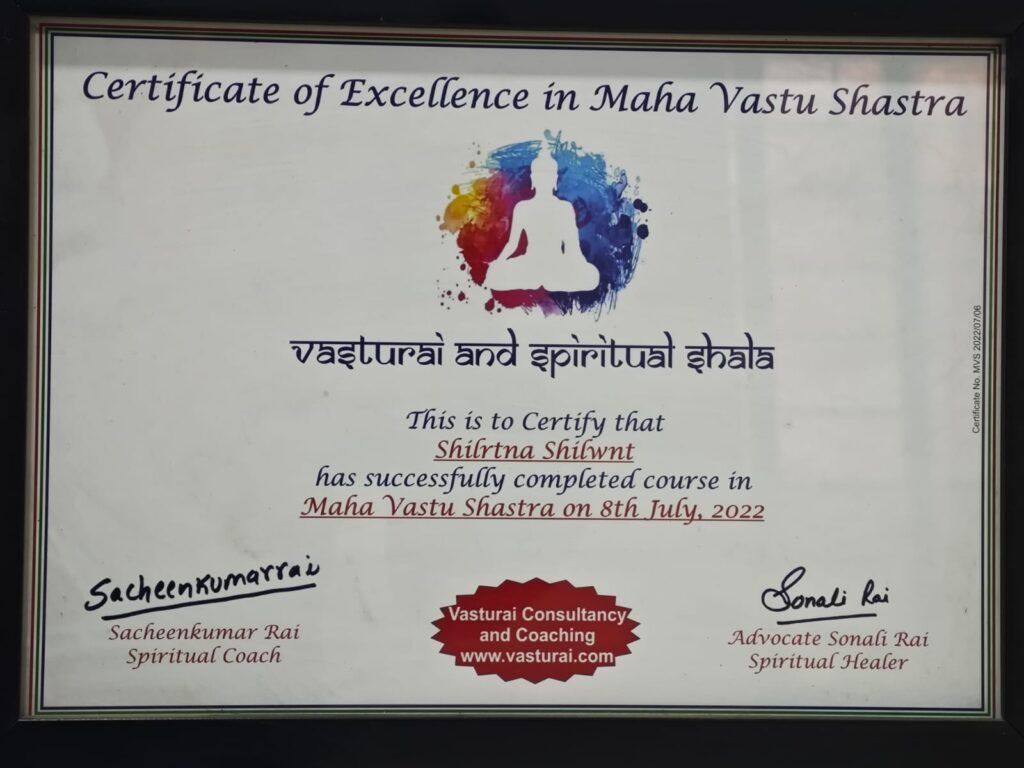 Certificate of Excellence in Maha Vastu Shastra
vasturai and spiritual shala
Certificate No. MVS 2022/07/06
This is to Certify that
Shilrtna Shilwnt
has successfully completed course in
Maha Vastu Shastra on 8th July, 2022
Sacheenkumarrai
Sacheenkumar Rai
Spiritual Coach
Vasturai Consultancy
and Coaching
www.vasturai.com
Sonali Rai
Advocate Sonali Rai
Spiritual Healer